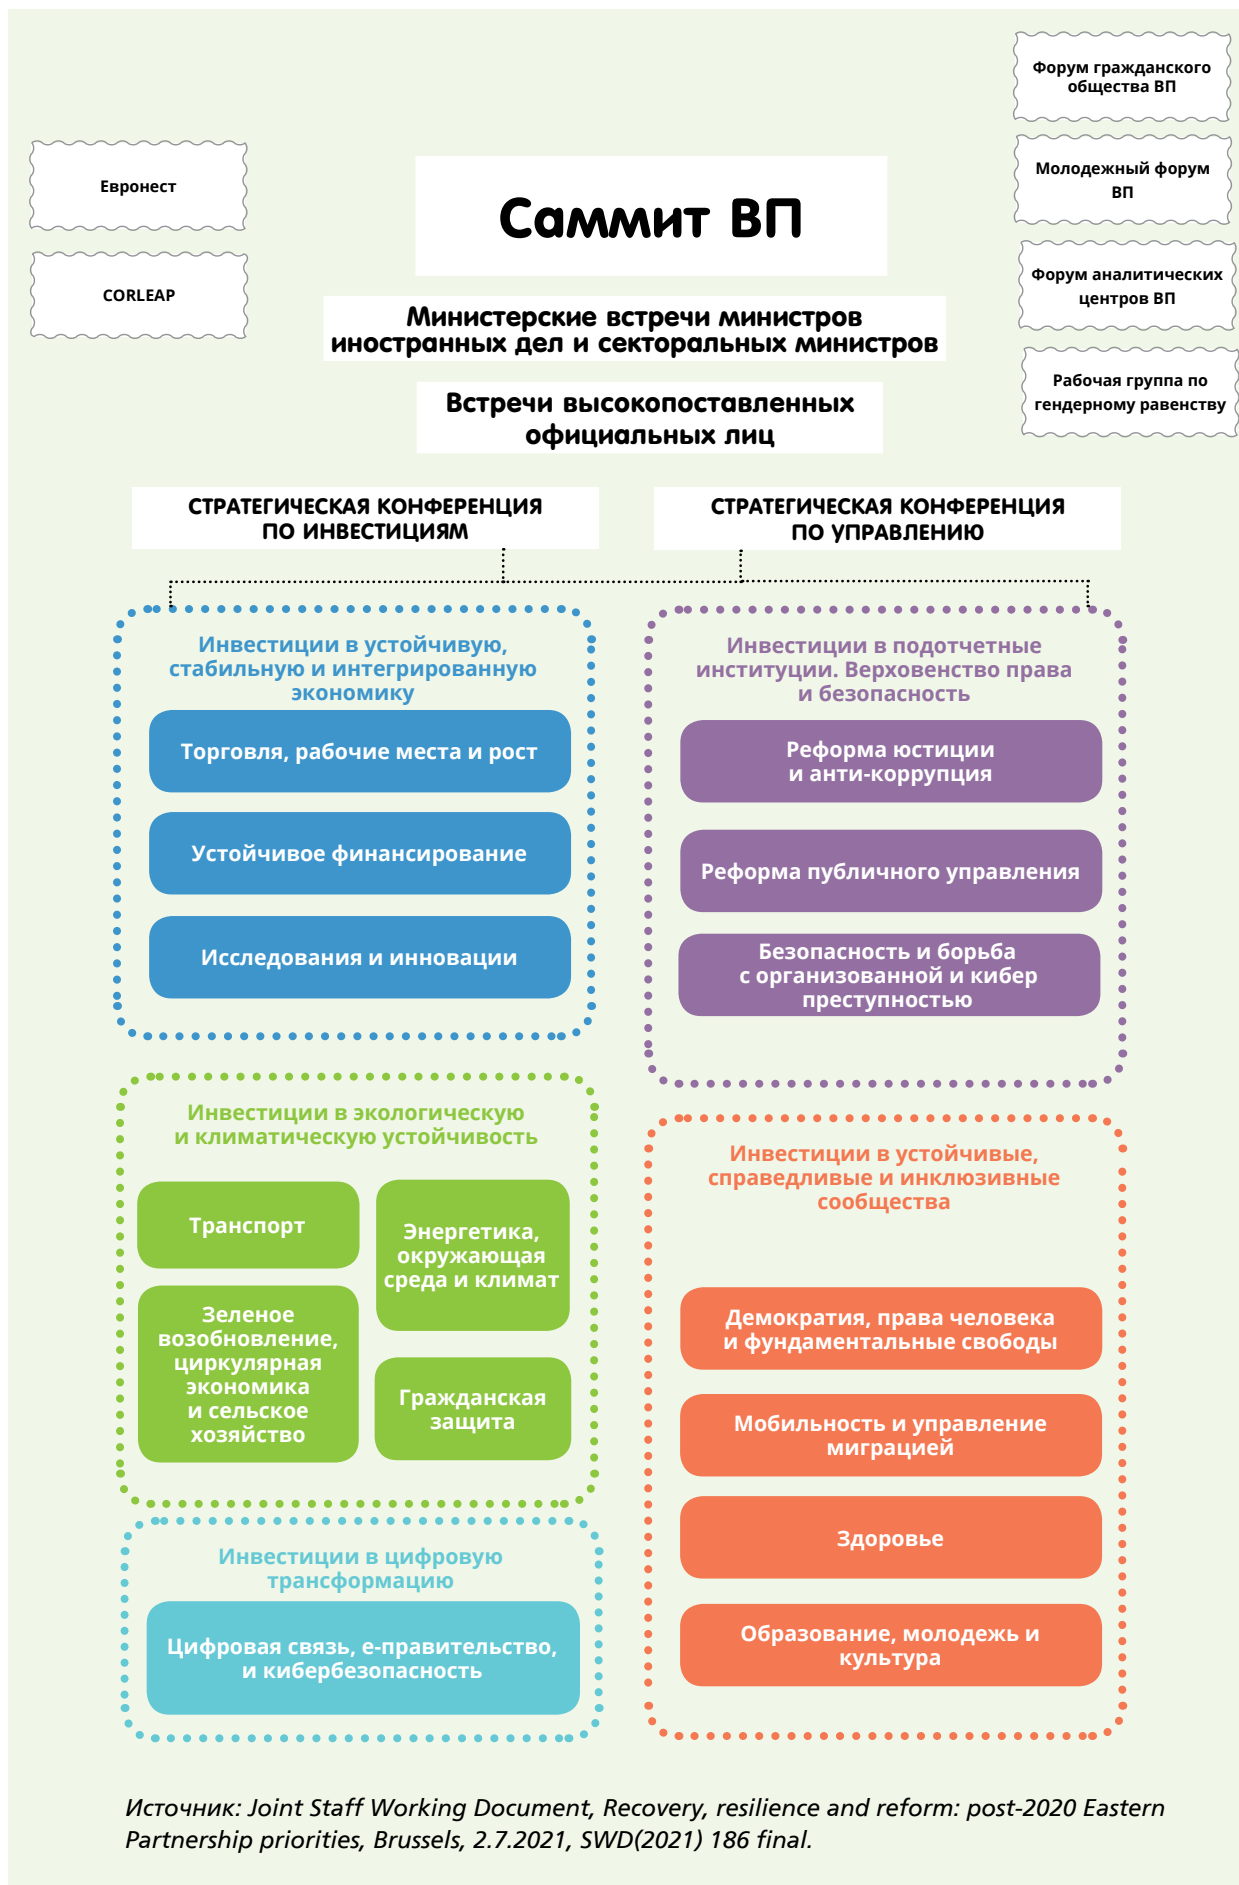 Форум гражданского
общества ВП
Молодежный форум
ВП
Форум аналитических
центров ВП
Рабочая группа по
гендерному равенству
Евронест
CORLEAP
Саммит ВП
Министерские встречи министров
иностранных дел и секторальных министров
Встречи высокопоставленных
официальных лиц
СТРАТЕГИЧЕСКАЯ КОНФЕРЕНЦИЯ
ПО ИНВЕСТИЦИЯМ
СТРАТЕГИЧЕСКАЯ КОНФЕРЕНЦИЯ
ПО УПРАВЛЕНИЮ
Инвестиции в устойчивую,
стабильную и интегрированную
экономику
Торговля, рабочие места и рост
Устойчивое финансирование
Исследования и инновации
Инвестиции в подотчетные
институции. Верховенство права
и безопасность
Реформа юстиции
и анти-коррупция
Реформа публичного управления
Безопасность и борьба
с организованной и кибер
преступностью
Инвестиции в экологическую
и климатическую устойчивость
Транспорт
Энергетика,
окружающая
среда и климат
Зеленое
возобновление,
циркулярная
экономика
и сельское
хозяйство
Гражданская
защита
Инвестиции в устойчивые,
справедливые и инклюзивные
сообщества
Демократия, права человека
и фундаментальные свободы
Мобильность и управление
миграцией
Здоровье
Образование, молодежь и
культура
Инвестиции в цифровую
трансформацию
Цифровая связь, е-правительство,
и кибербезопасность
Источник: Joint Staff Working Document, Recovery, resilience and reform: post-2020 Eastern
Partnership priorities, Brussels, 2.7.2021, SWD(2021) 186 final.